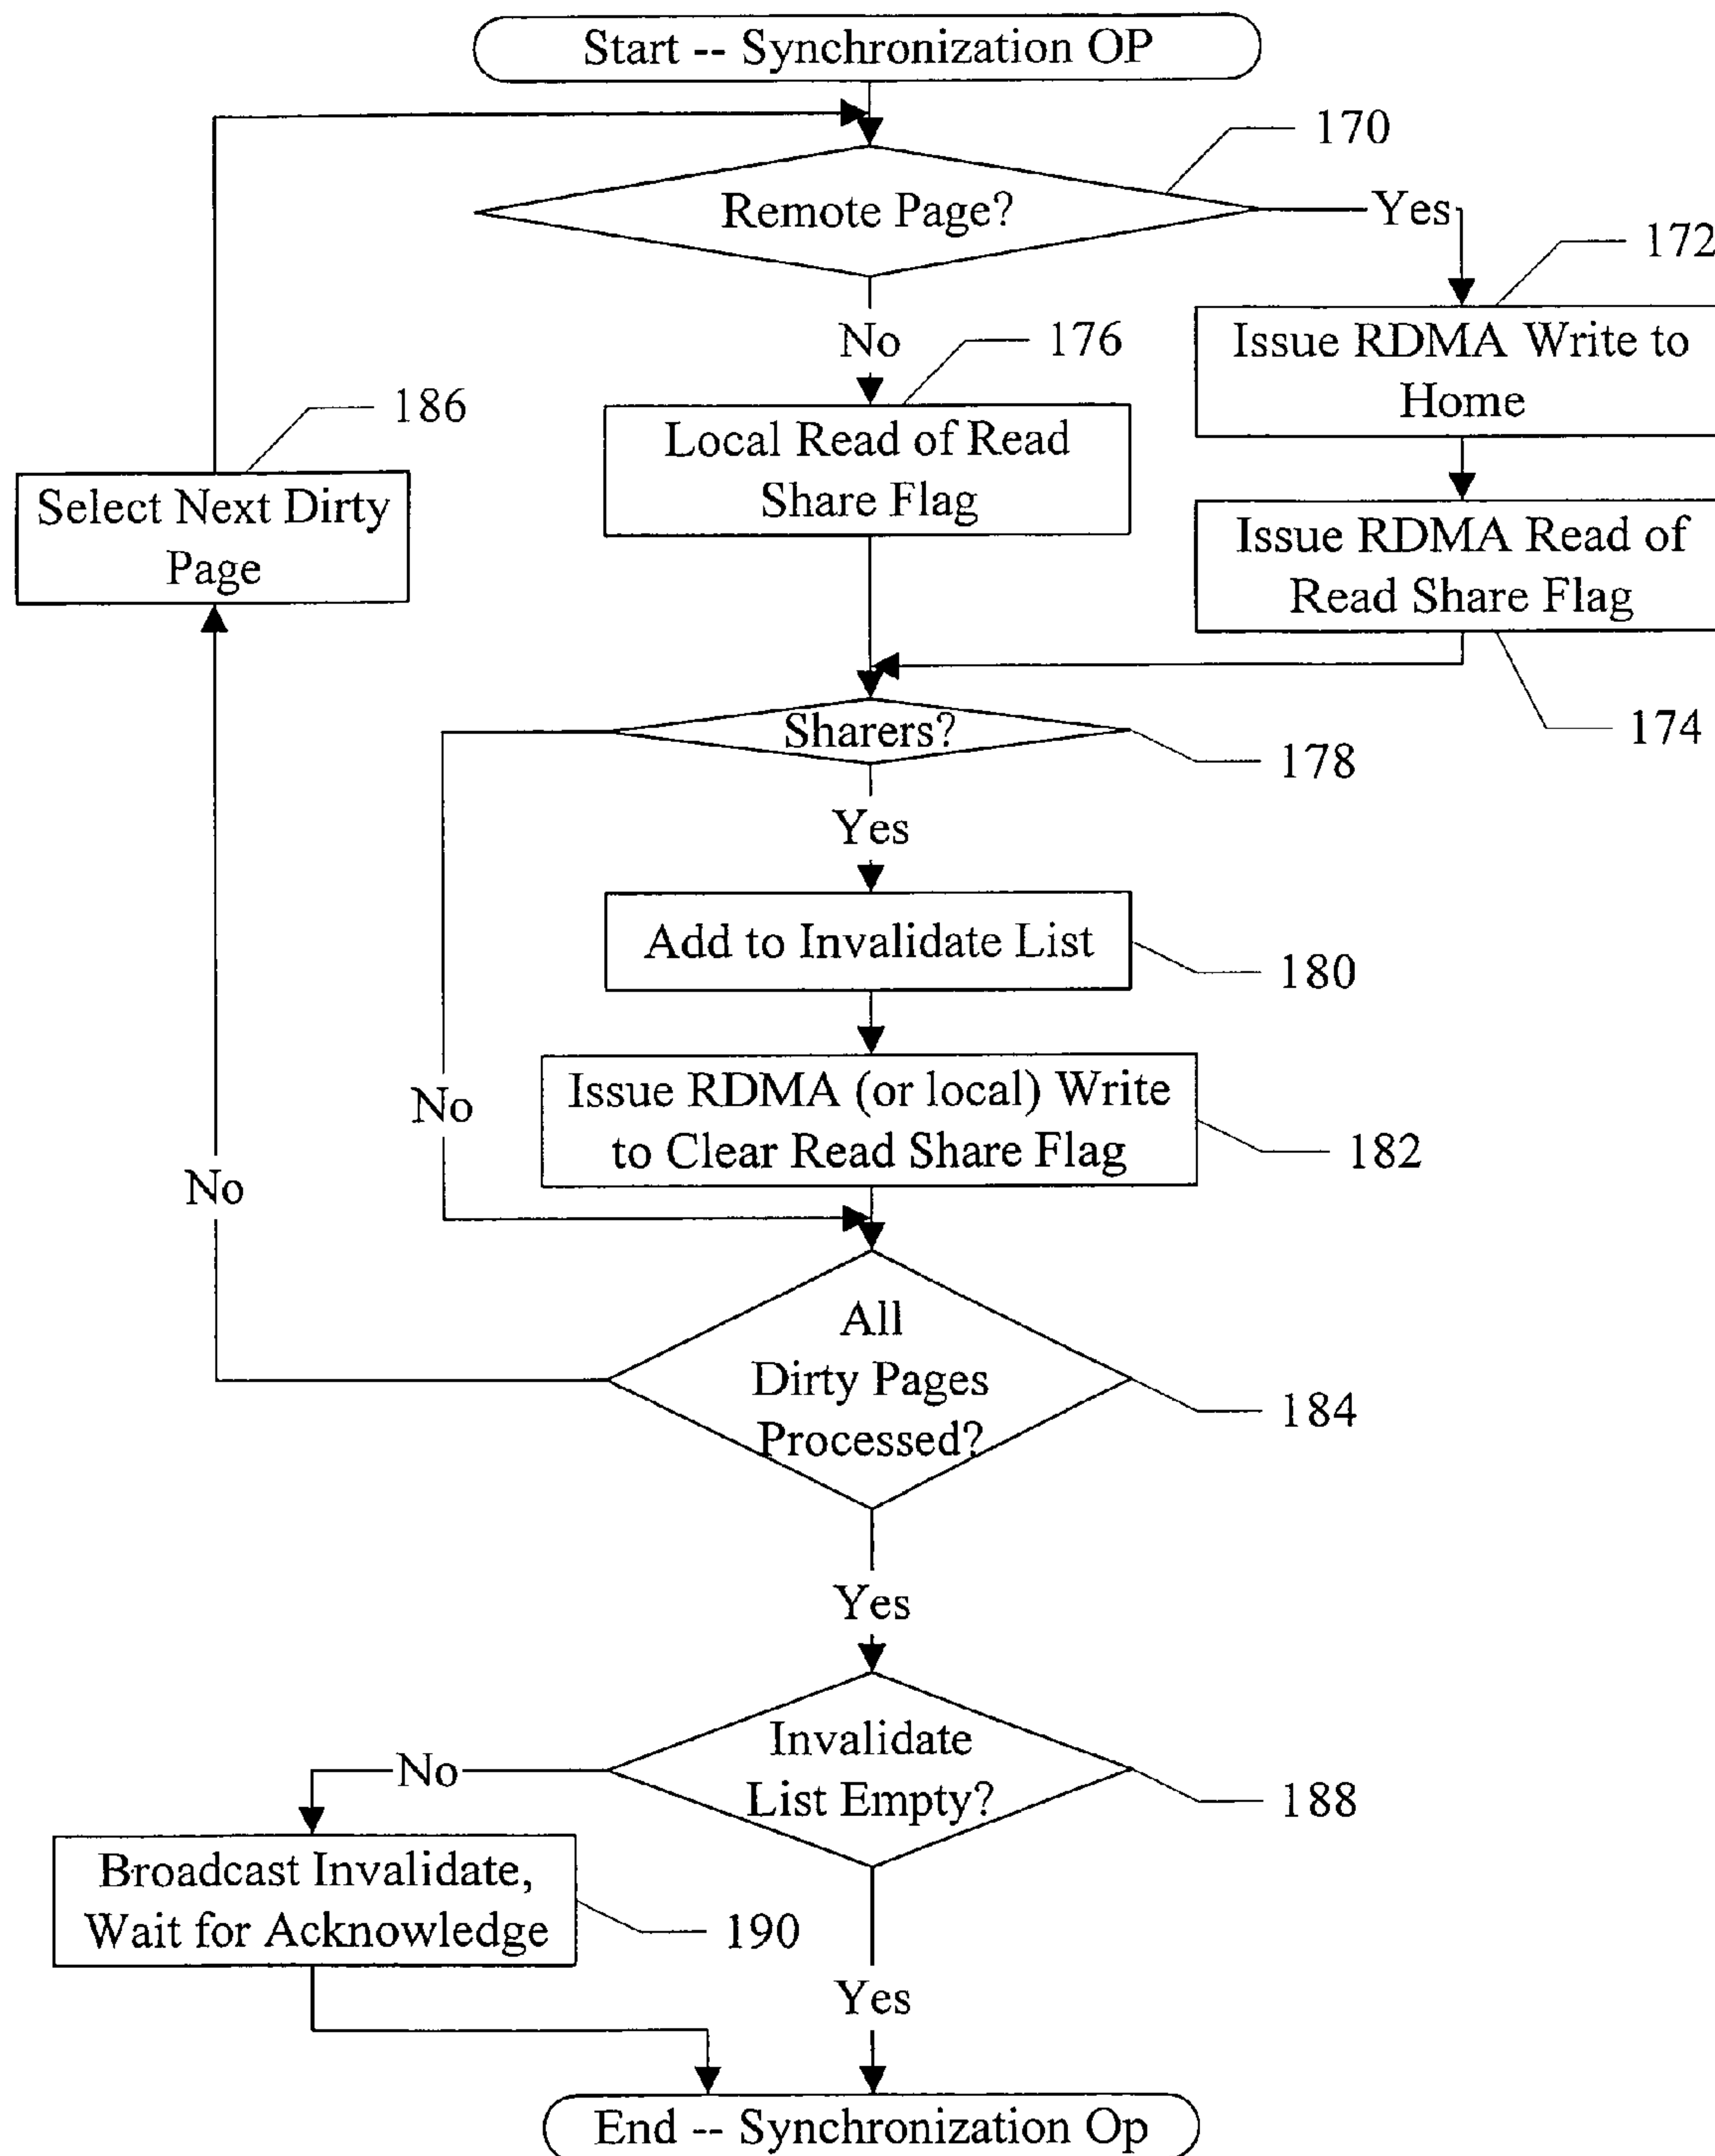 Start -- Synchronization OP
170
Remote Page?
Yes
172
No
176
Issue RDMA Write to
Home
186
Local Read of Read
Share Flag
Select Next Dirty
Page
Issue RDMA Read of
Read Share Flag
174
Sharers?
178
Yes
Add to Invalidate List
180
No
Issue RDMA (or local) Write
to Clear Read Share Flag
182
No
All
Dirty Pages
Processed?
184
Yes
Invalidate
List Empty?
No
188
Broadcast Invalidate,
Wait for Acknowledge
190
Yes
End -- Synchronization Op